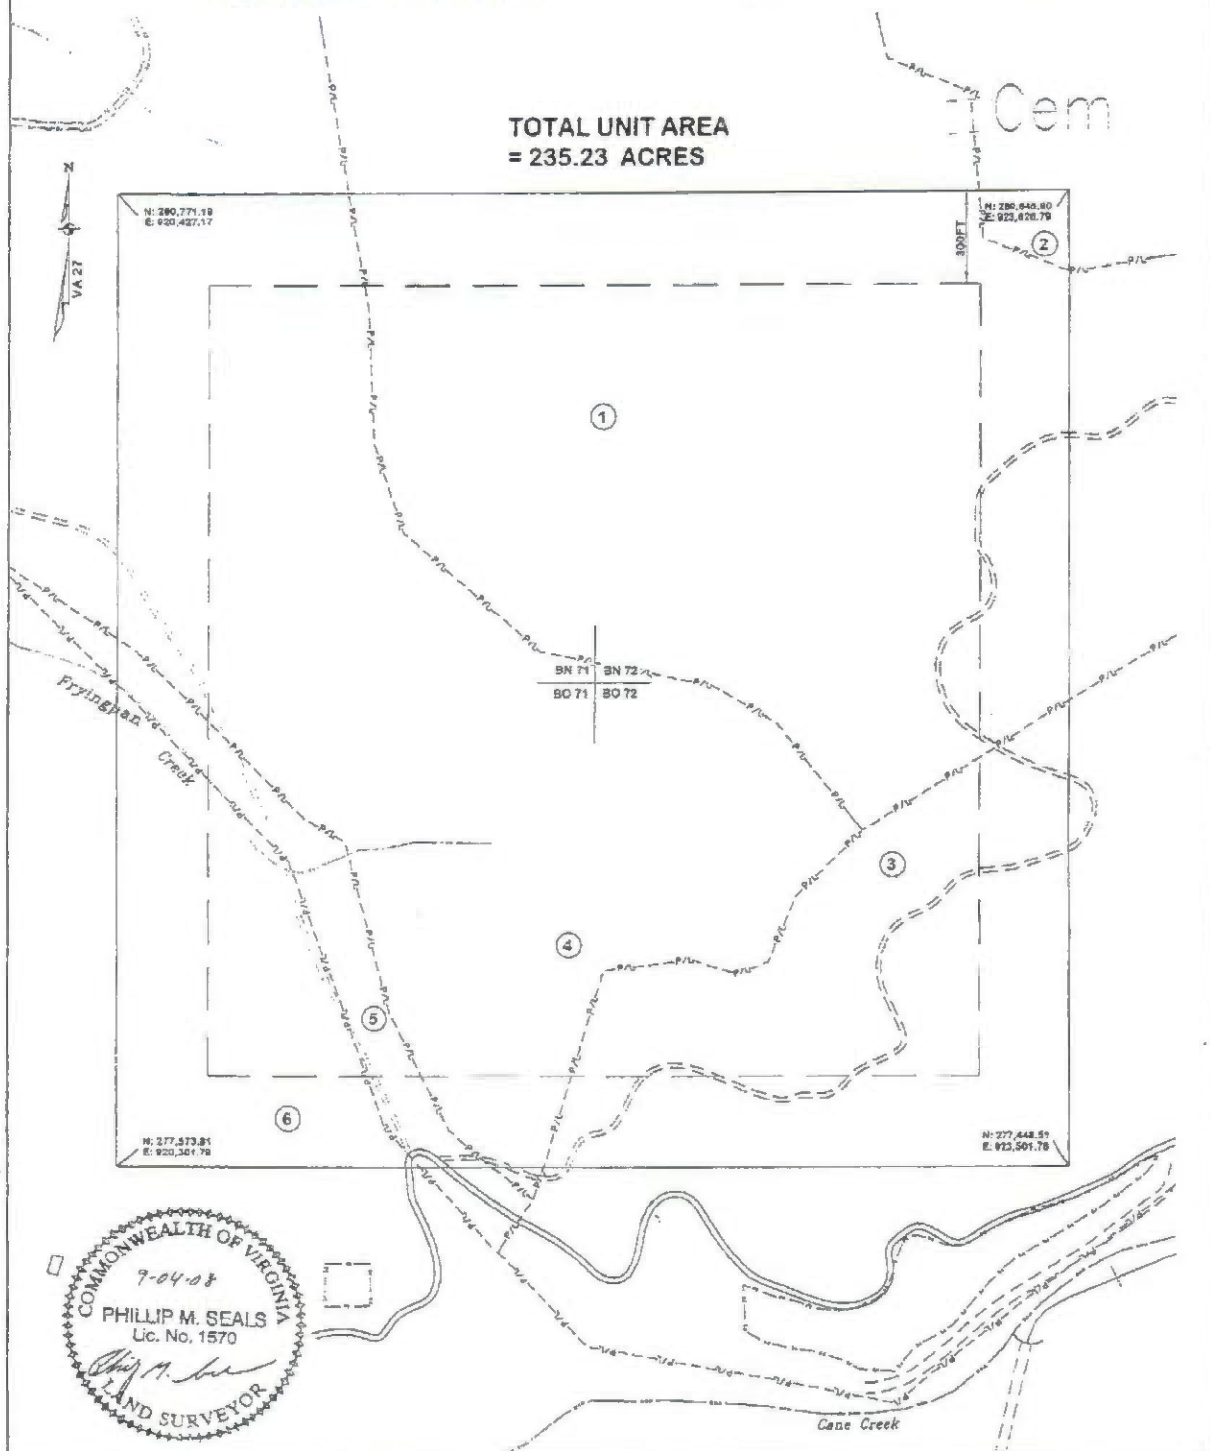 Cem
TOTAL UNIT AREA
= 235.23 ACRES
N
VA 27
N: 280,771.19
E: 920,427.17
N: 280,645.90
E: 923,626.79
300FT
2
1
BN 71 BN 72
BO 71 BO 72
Fryingpan
Creek
3
4
5
6
N: 277,573.81
E: 920,301.79
N: 277,448.51
E: 923,501.78
COMMONWEALTH OF VIRGINIA
9-04-08
PHILLIP M. SEALS
Lic. No. 1570
LAND SURVEYOR
Cane Creek